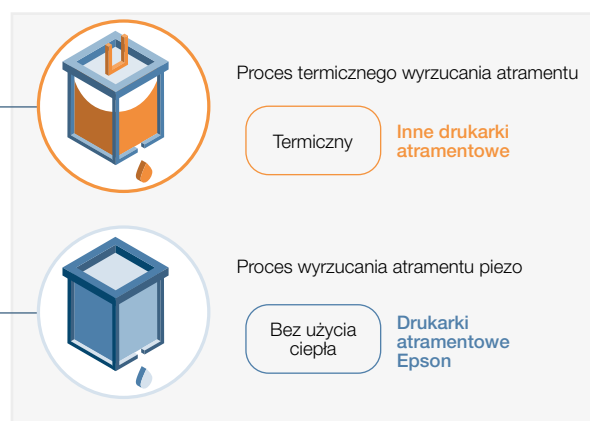 Proces termicznego wyrzucania atramentu
Termiczny
Inne drukarki
atramentowe
Proces wyrzucania atramentu piezo
Bez użycia
ciepła
Drukarki
atramentowe
Epson